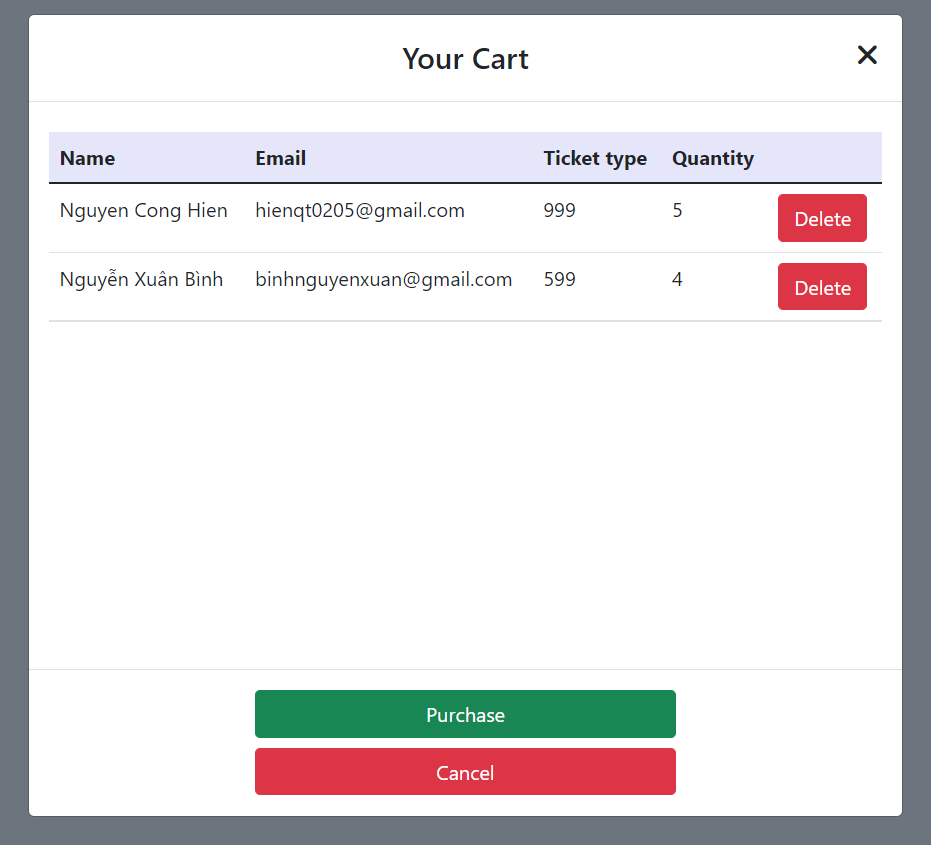 Your Cart
Name Email Ticket type Quantity
Nguyen Cong Hien hienqt0205@gmail.com 999 5 Delete
Nguyễn Xuân Bình binhnguyenxuan@gmail.com 599 4 Delete
Purchase
Cancel